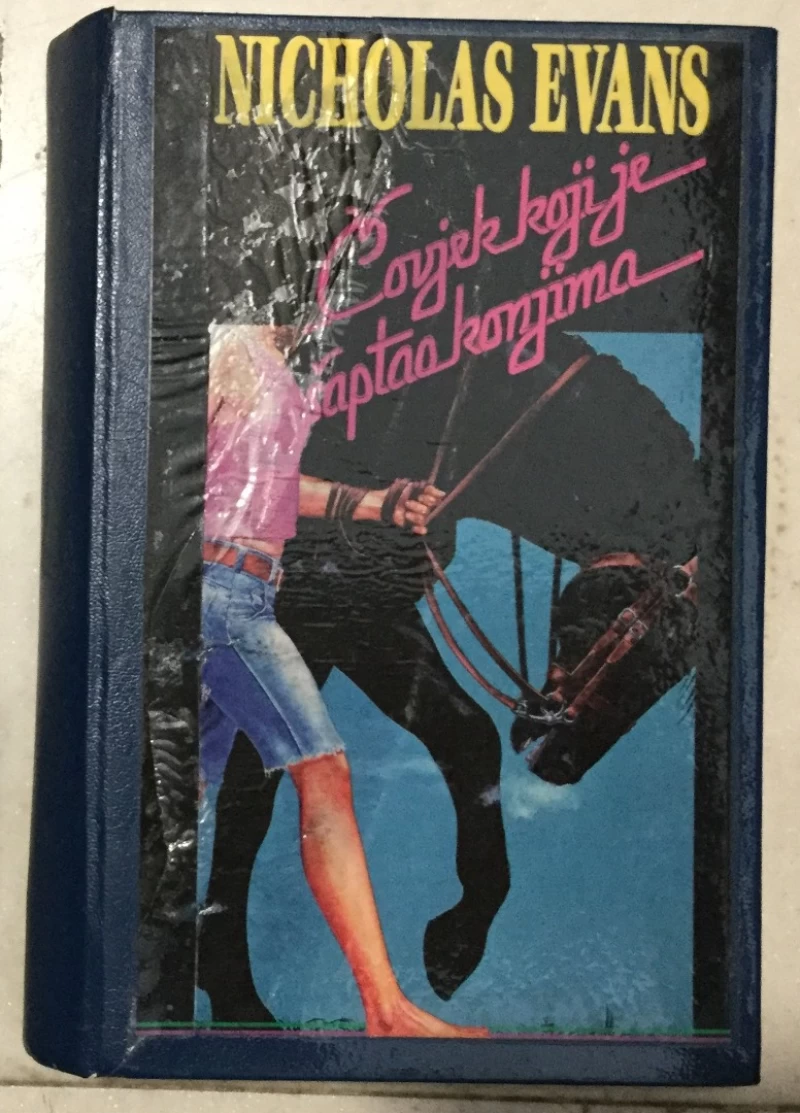 NICHOLAS EVANS
Čovjek koji je
šaptao konjima